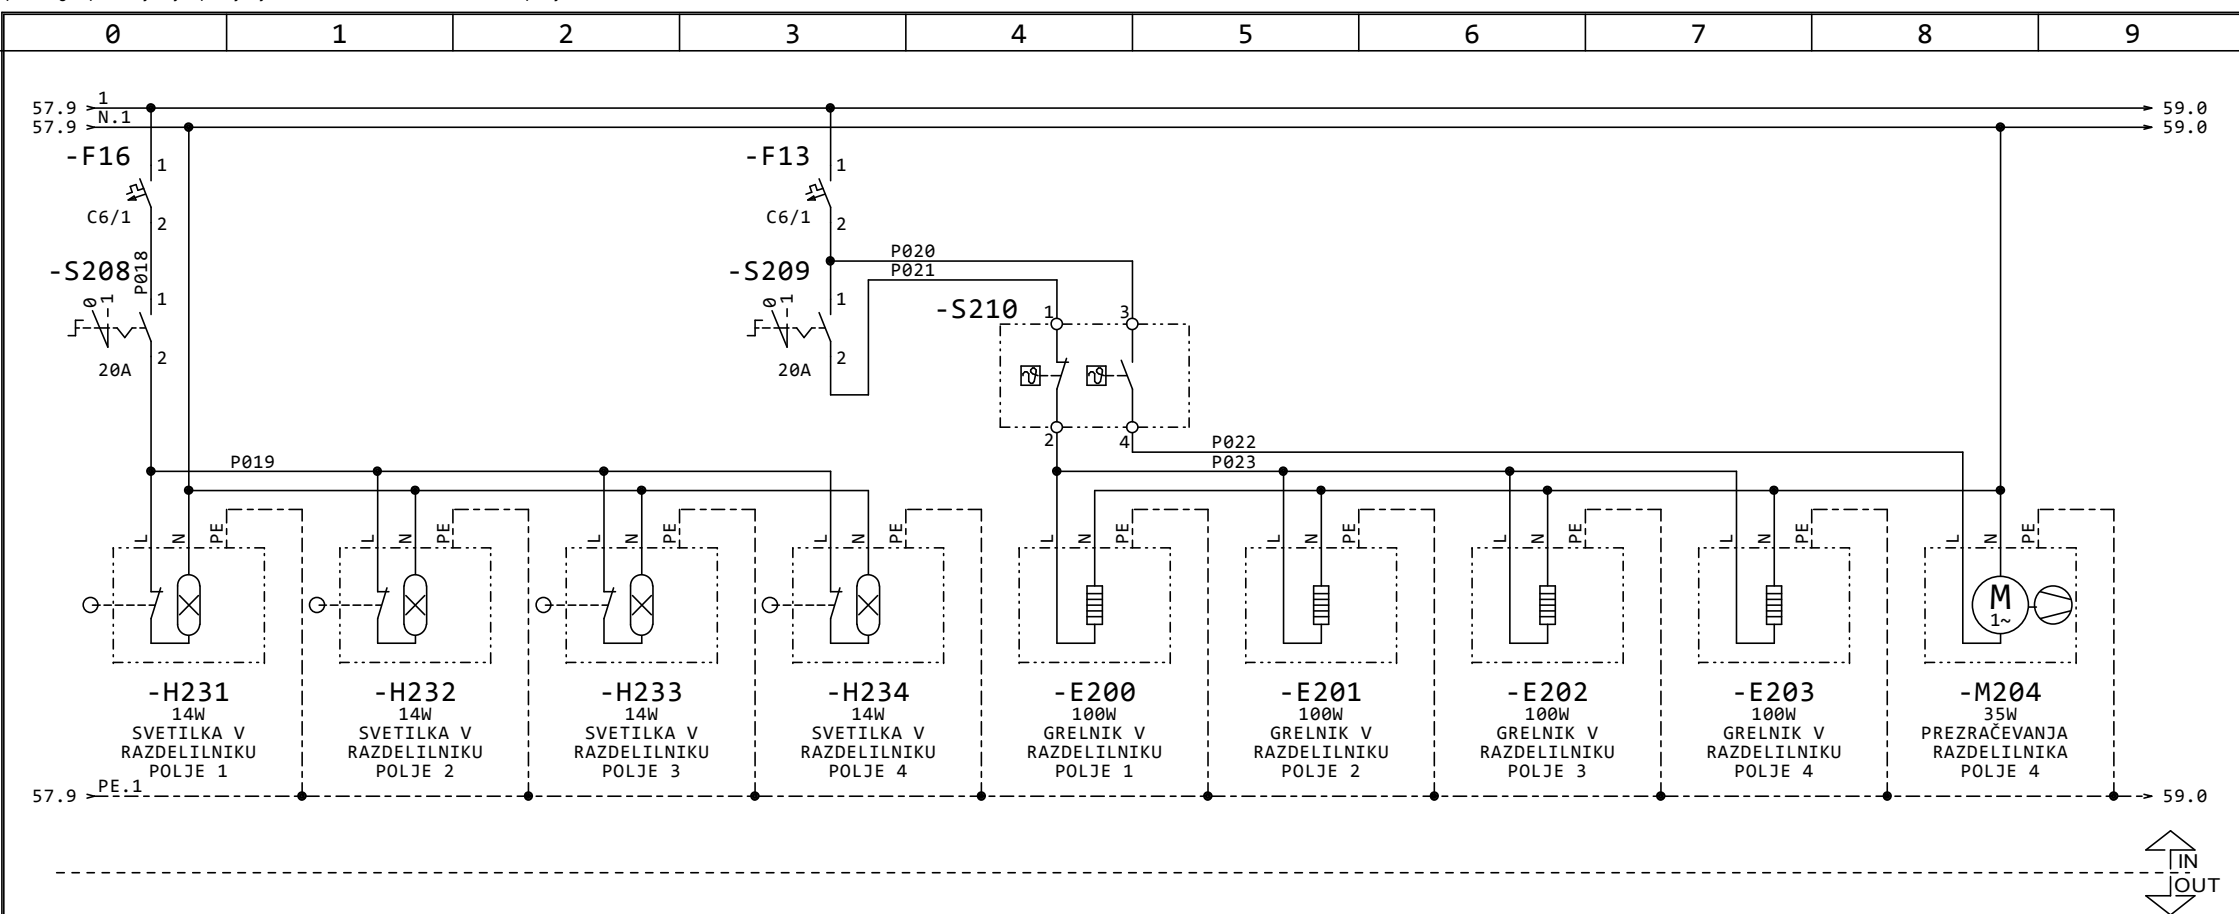 0 1 2 3 4 5 6 7 8 9
57.9 1 59.0
57.9 N.1 59.0
-F16 1
C6/1 2
-F13 1
C6/1 2
P018
-S208 0 1 1
20A 2
P020
P021
-S209 0 1 1
20A 2
-S210 1 3
2 4
P022
P023
P019
L N PE L N PE L N PE L N PE L N PE L N PE L N PE L N PE L N PE
M
1~
-H231
14W
SVETILKA V
RAZDELILNIKU
POLJE 1
-H232
14W
SVETILKA V
RAZDELILNIKU
POLJE 2
-H233
14W
SVETILKA V
RAZDELILNIKU
POLJE 3
-H234
14W
SVETILKA V
RAZDELILNIKU
POLJE 4
-E200
100W
GRELNIK V
RAZDELILNIKU
POLJE 1
-E201
100W
GRELNIK V
RAZDELILNIKU
POLJE 2
-E202
100W
GRELNIK V
RAZDELILNIKU
POLJE 3
-E203
100W
GRELNIK V
RAZDELILNIKU
POLJE 4
-M204
35W
PREZRAČEVANJA
RAZDELILNIKA
POLJE 4
57.9 PE.1 59.0
IN
OUT